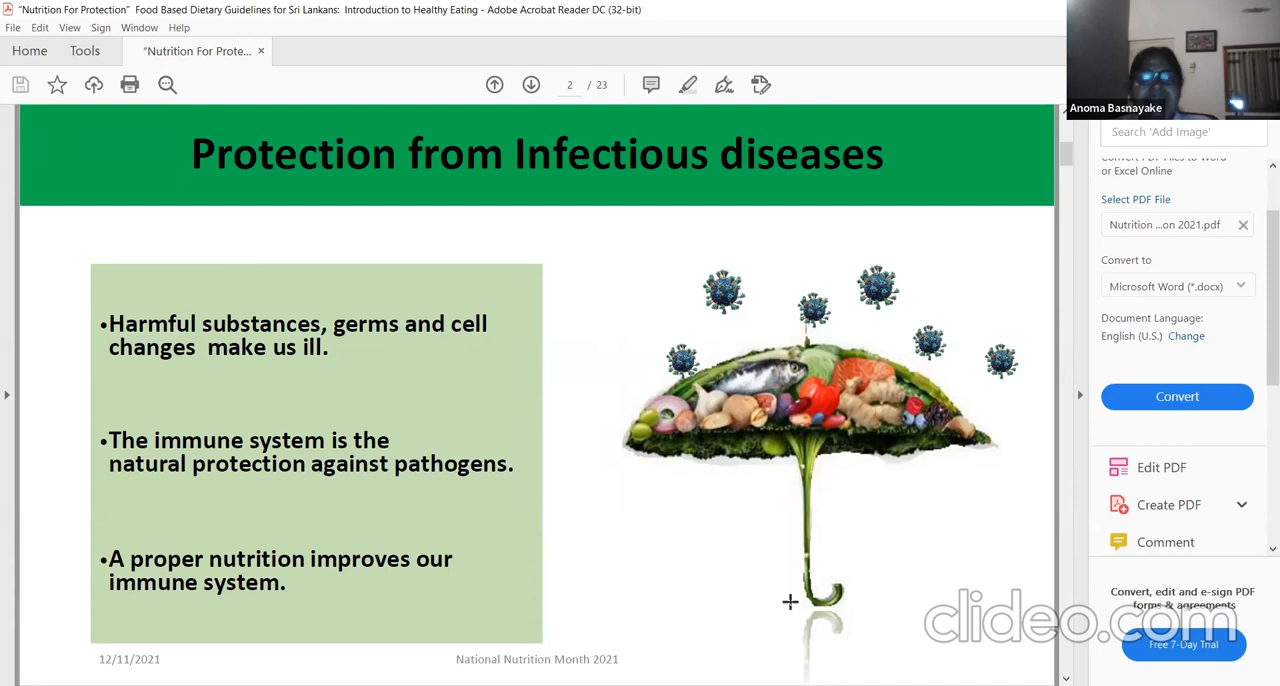 "Nutrition For Protection" Food Based Dietary Guidelines for Sri Lankans: Introduction to Healthy Eating - Adobe Acrobat Reader DC (32-bit)
File Edit View Sign Window Help
Home Tools "Nutrition For Prote... ×
2 / 23
Anoma Basnayake
Protection from Infectious diseases
•Harmful substances, germs and cell
changes make us ill.
•The immune system is the
natural protection against pathogens.
•A proper nutrition improves our
immune system.
12/11/2021
National Nutrition Month 2021
Search 'Add Image'
Convert PDF Files to Word
or Excel Online
Select PDF File
Nutrition ...on 2021.pdf
Convert to
Microsoft Word (*.docx)
Document Language:
English (U.S.) Change
Convert
Edit PDF
Create PDF
Comment
Convert, edit and e-sign PDF
forms & agreements
Free 7-Day Trial
clideo.com